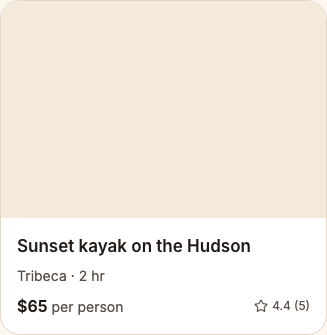 Sunset kayak on the Hudson
Tribeca · 2 hr
$65 per person 4.4 (5)